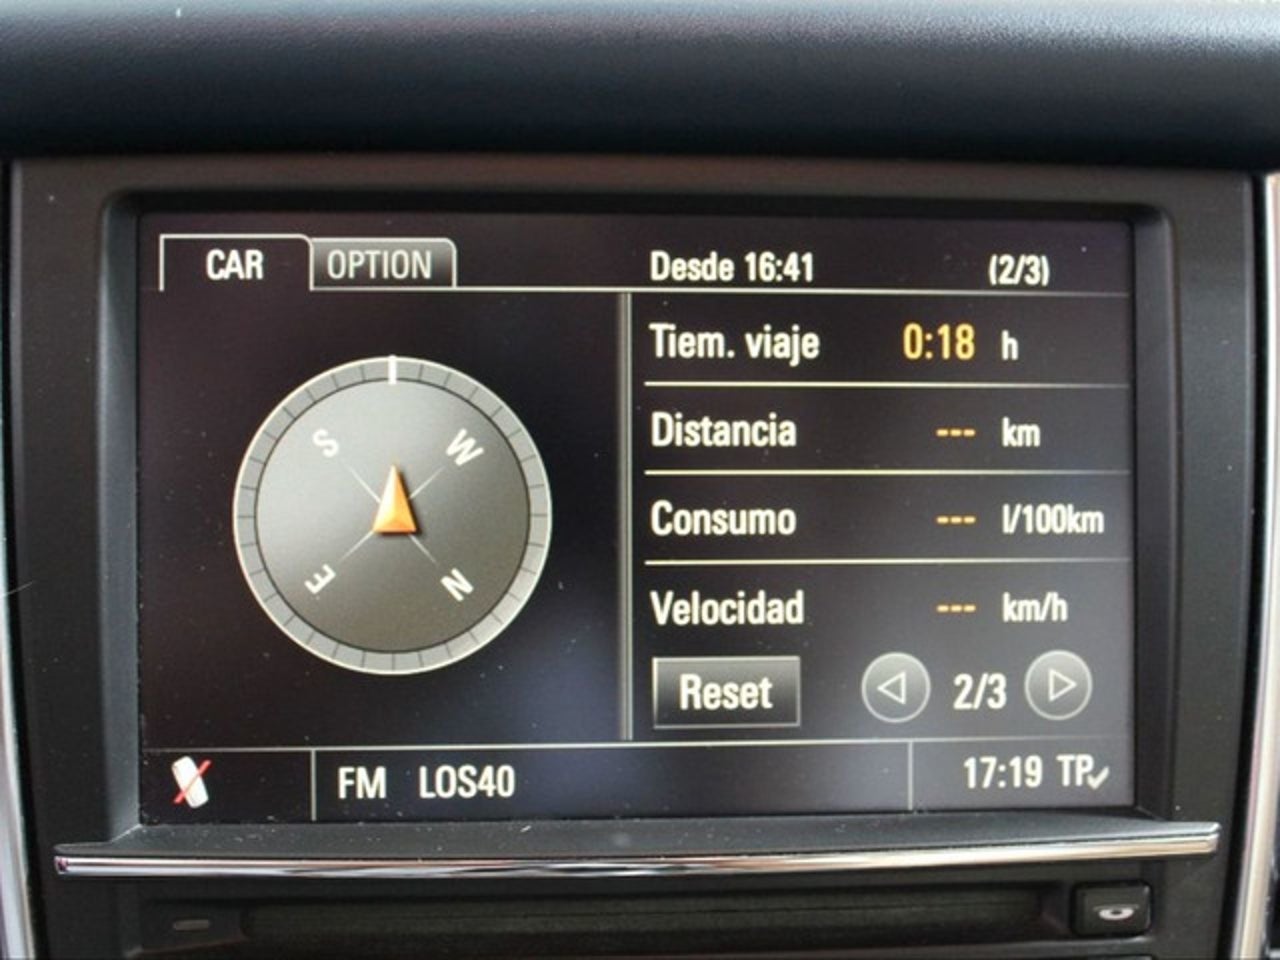 CAR OPTION Desde 16:41 (2/3)
Tiem. viaje 0:18 h
Distancia --- km
Consumo --- l/100km
Velocidad --- km/h
S W
E N
Reset 2/3
FM LOS40 17:19 TP